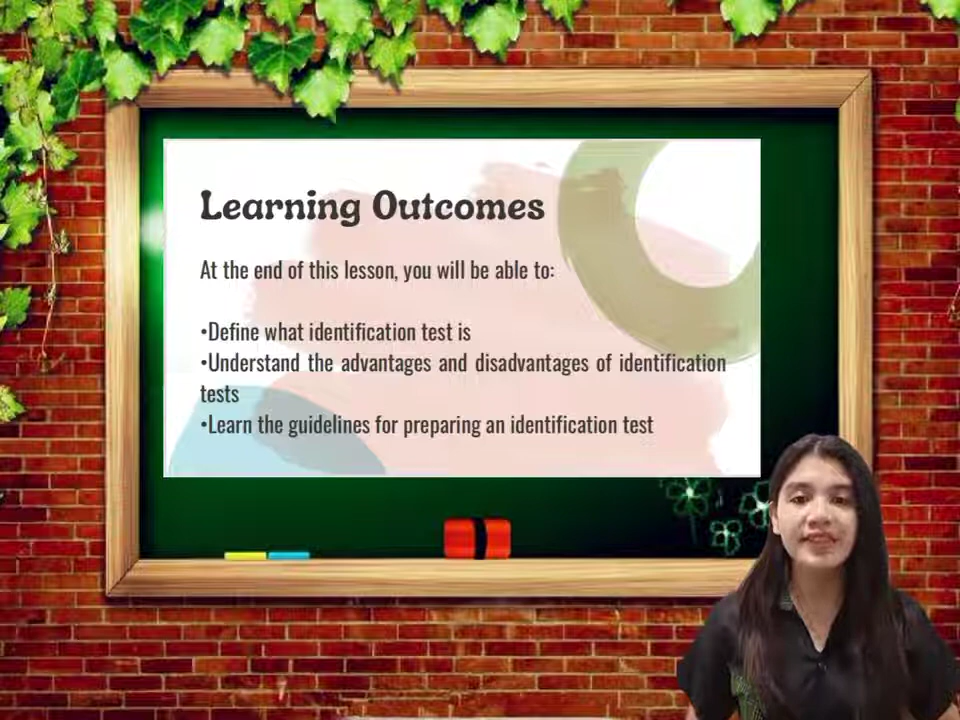 Learning Outcomes
At the end of this lesson, you will be able to:
•Define what identification test is
•Understand the advantages and disadvantages of identification
tests
•Learn the guidelines for preparing an identification test